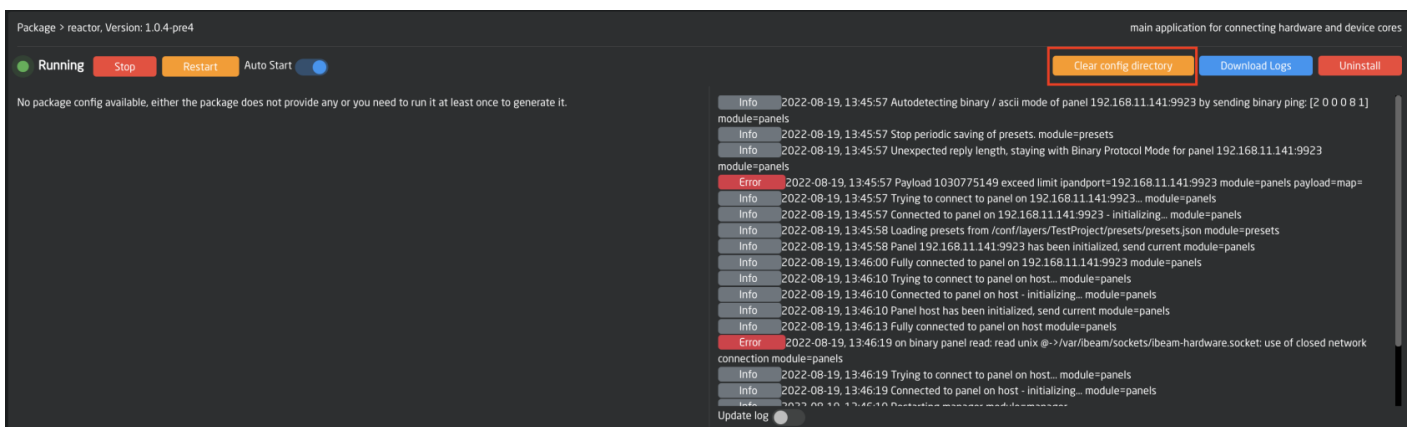 Package > reactor, Version: 1.0.4-pre4
main application for connecting hardware and device cores
Running Stop Restart Auto Start
Clear config directory Download Logs Uninstall
No package config available, either the package does not provide any or you need to run it at least once to generate it.
Info 2022-08-19, 13:45:57 Autodetecting binary / ascii mode of panel 192.168.11.141:9923 by sending binary ping: [2 0 0 0 8 1]
module=panels
Info 2022-08-19, 13:45:57 Stop periodic saving of presets. module=presets
Info 2022-08-19, 13:45:57 Unexpected reply length, staying with Binary Protocol Mode for panel 192.168.11.141:9923
module=panels
Error 2022-08-19, 13:45:57 Payload 1030775149 exceed limit ipandport=192.168.11.141:9923 module=panels payload=map=
Info 2022-08-19, 13:45:57 Trying to connect to panel on 192.168.11.141:9923... module=panels
Info 2022-08-19, 13:45:57 Connected to panel on 192.168.11.141:9923 - initializing... module=panels
Info 2022-08-19, 13:45:58 Loading presets from /conf/layers/TestProject/presets/presets.json module=presets
Info 2022-08-19, 13:45:58 Panel 192.168.11.141:9923 has been initialized, send current module=panels
Info 2022-08-19, 13:46:00 Fully connected to panel on 192.168.11.141:9923 module=panels
Info 2022-08-19, 13:46:10 Trying to connect to panel on host... module=panels
Info 2022-08-19, 13:46:10 Connected to panel on host - initializing... module=panels
Info 2022-08-19, 13:46:10 Panel host has been initialized, send current module=panels
Info 2022-08-19, 13:46:13 Fully connected to panel on host module=panels
Error 2022-08-19, 13:46:19 on binary panel read: read unix @->/var/ibeam/sockets/ibeam-hardware.socket: use of closed network
connection module=panels
Info 2022-08-19, 13:46:19 Trying to connect to panel on host... module=panels
Info 2022-08-19, 13:46:19 Connected to panel on host - initializing... module=panels
Update log